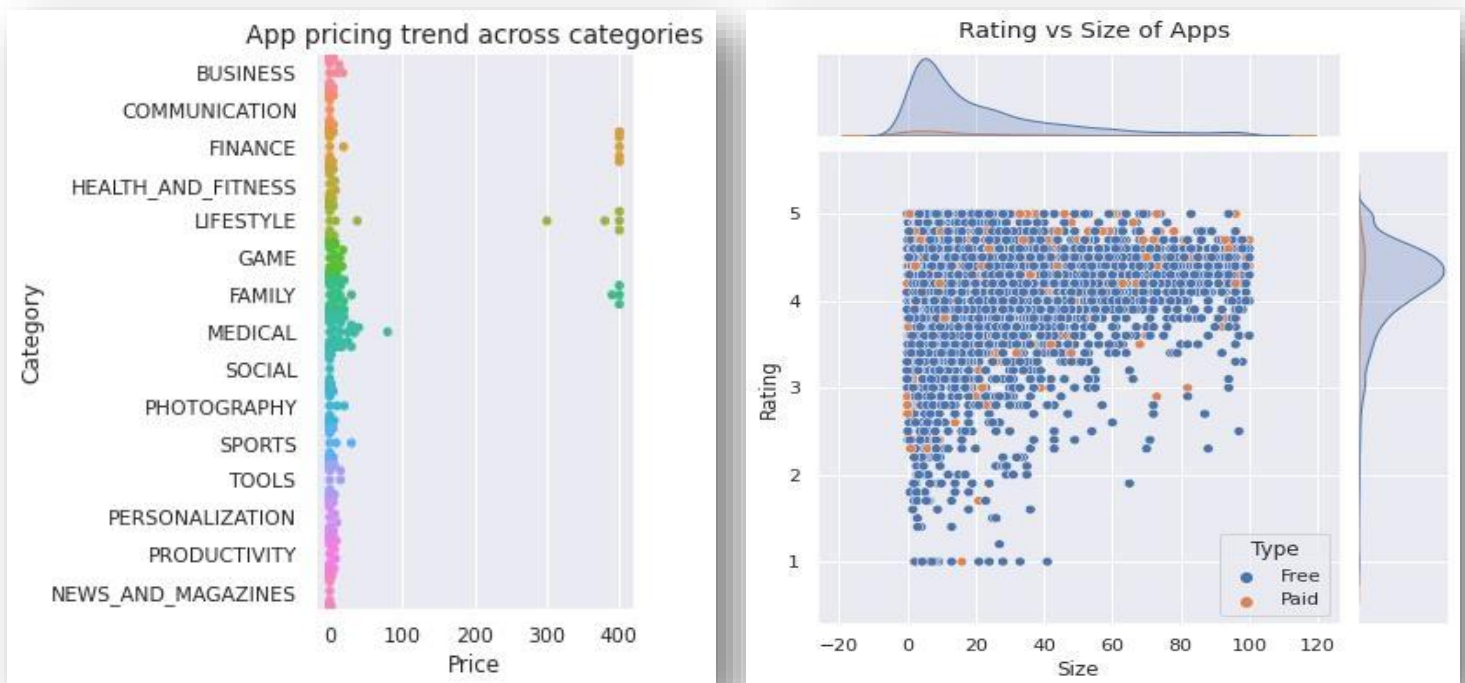 App pricing trend across categories
BUSINESS
COMMUNICATION
FINANCE
HEALTH_AND_FITNESS
LIFESTYLE
GAME
FAMILY
MEDICAL
SOCIAL
PHOTOGRAPHY
SPORTS
TOOLS
PERSONALIZATION
PRODUCTIVITY
NEWS_AND_MAGAZINES
Category
0 100 200 300 400
Price
Rating vs Size of Apps
5
4
3
2
1
Rating
Type
Free
Paid
−20 0 20 40 60 80 100 120
Size